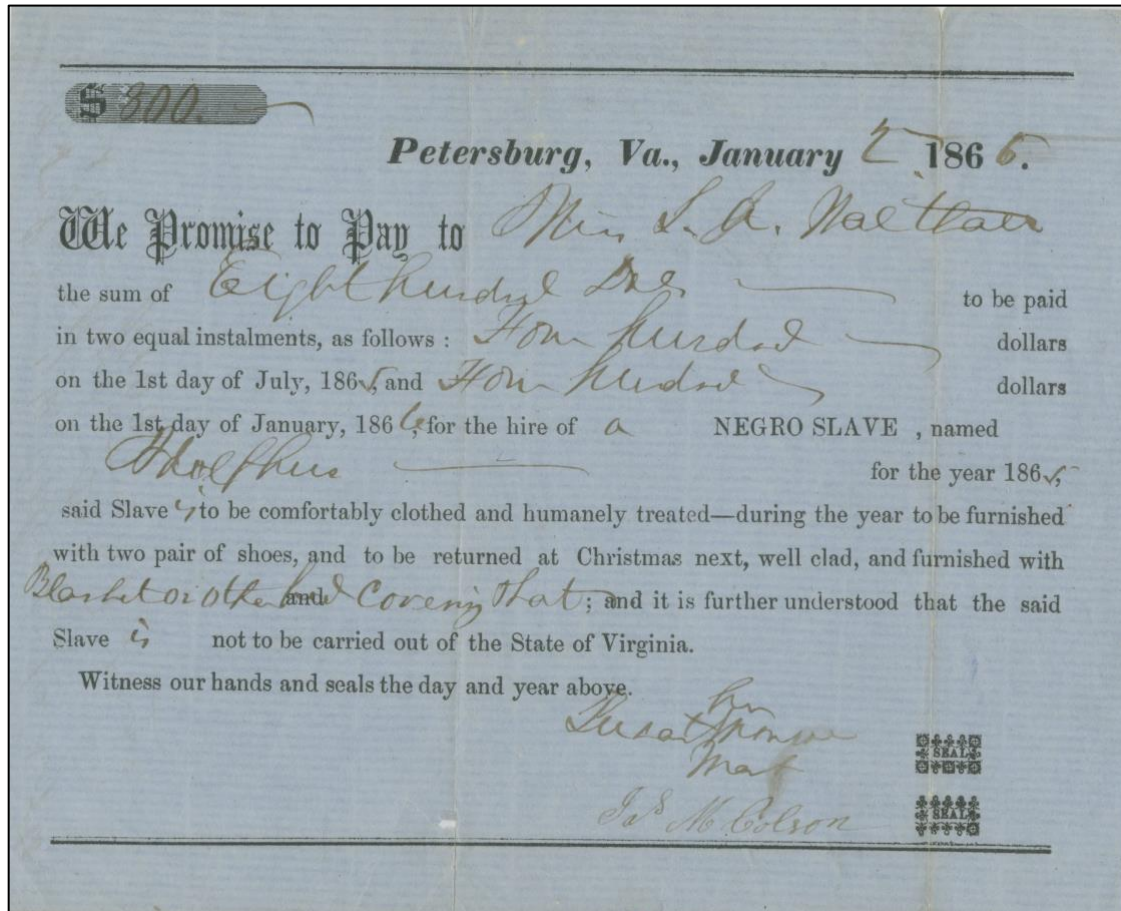 $ 800.
Petersburg, Va., January 2 1865.
We Promise to Pay to Miss S. A.
the sum of Eight hundred Dols to be paid
in two equal instalments, as follows : Four hundred dollars
on the 1st day of July, 1865, and Four hundred dollars
on the 1st day of January, 1866, for the hire of a NEGRO SLAVE , named
Adolphus for the year 1865,
said Slave is to be comfortably clothed and humanely treated—during the year to be furnished
with two pair of shoes, and to be returned at Christmas next, well clad, and furnished with
Blanket or other and Covering Hat ; and it is further understood that the said
Slave is not to be carried out of the State of Virginia.
Witness our hands and seals the day and year above.
his
x
Mark
SEAL
Jas M Colson
SEAL